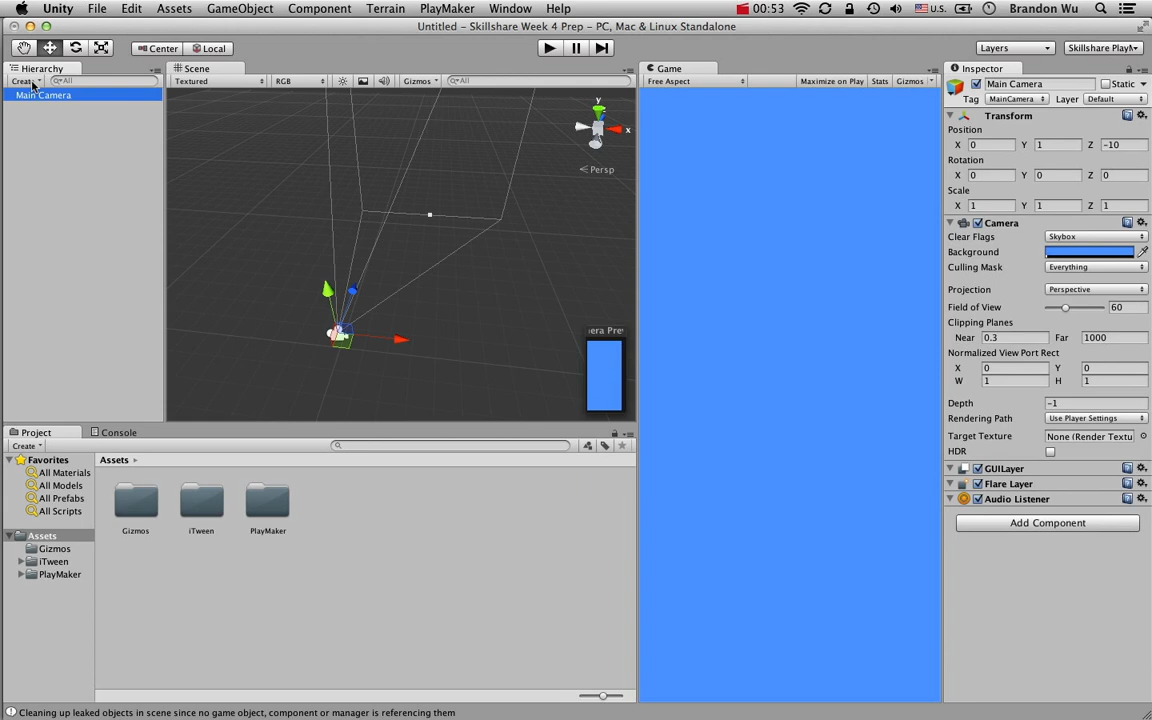 Unity File Edit Assets GameObject Component Terrain PlayMaker Window Help 00:53 U.S. Brandon Wu
Untitled - Skillshare Week 4 Prep - PC, Mac & Linux Standalone
Center Local Layers
Hierarchy
Create All
Main Camera
Scene
Textured RGB Gizmos All
y
x
Persp
Game
Free Aspect Maximize on Play Stats Gizmos
Inspector
Main Camera Static
Tag MainCamera Layer Default
Transform
Position
X 0 Y 1 Z -10
Rotation
X 0 Y 0 Z 0
Scale
X 1 Y 1 Z 1
Camera
Clear Flags Skybox
Background
Culling Mask Everything
Projection Perspective
Field of View 60
Clipping Planes
Near 0.3 Far 1000
Normalized View Port Rect
X 0 Y 0
W 1 H 1
Depth -1
Rendering Path Use Player Settings
Target Texture None (Render Textu
HDR
GUILayer
Flare Layer
Audio Listener
Add Component
Project Console
Create
Favorites
All Materials
All Models
All Prefabs
All Scripts
Assets
Gizmos
iTween
PlayMaker
Assets
Gizmos iTween PlayMaker
Cleaning up leaked objects in scene since no game object, component or manager is referencing them